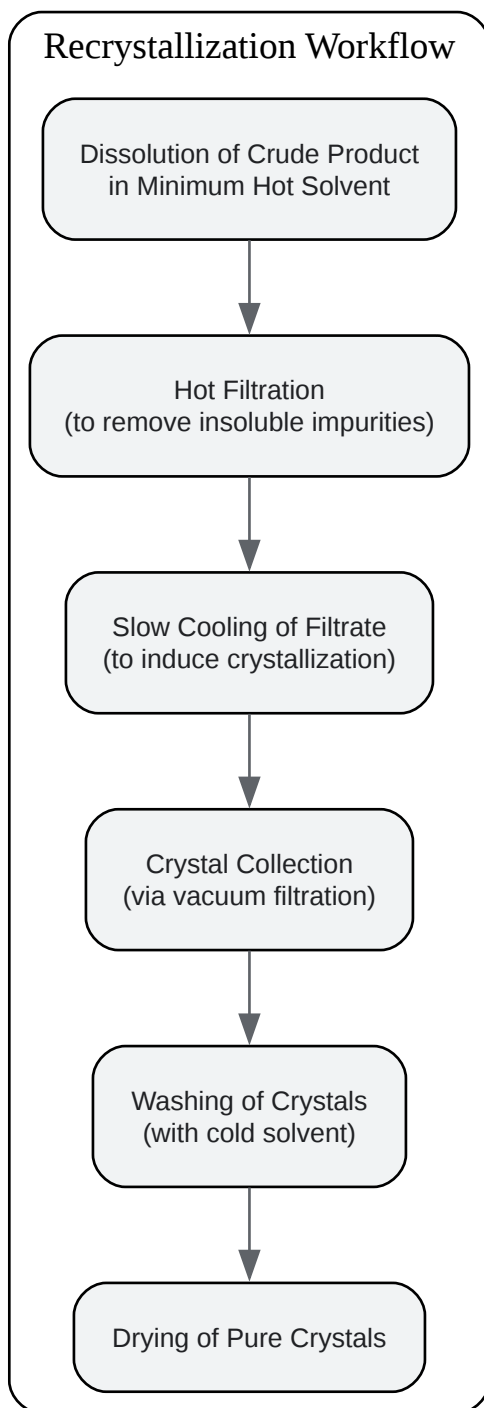 Recrystallization Workflow
Dissolution of Crude Product
in Minimum Hot Solvent
Hot Filtration
(to remove insoluble impurities)
Slow Cooling of Filtrate
(to induce crystallization)
Crystal Collection
(via vacuum filtration)
Washing of Crystals
(with cold solvent)
Drying of Pure Crystals